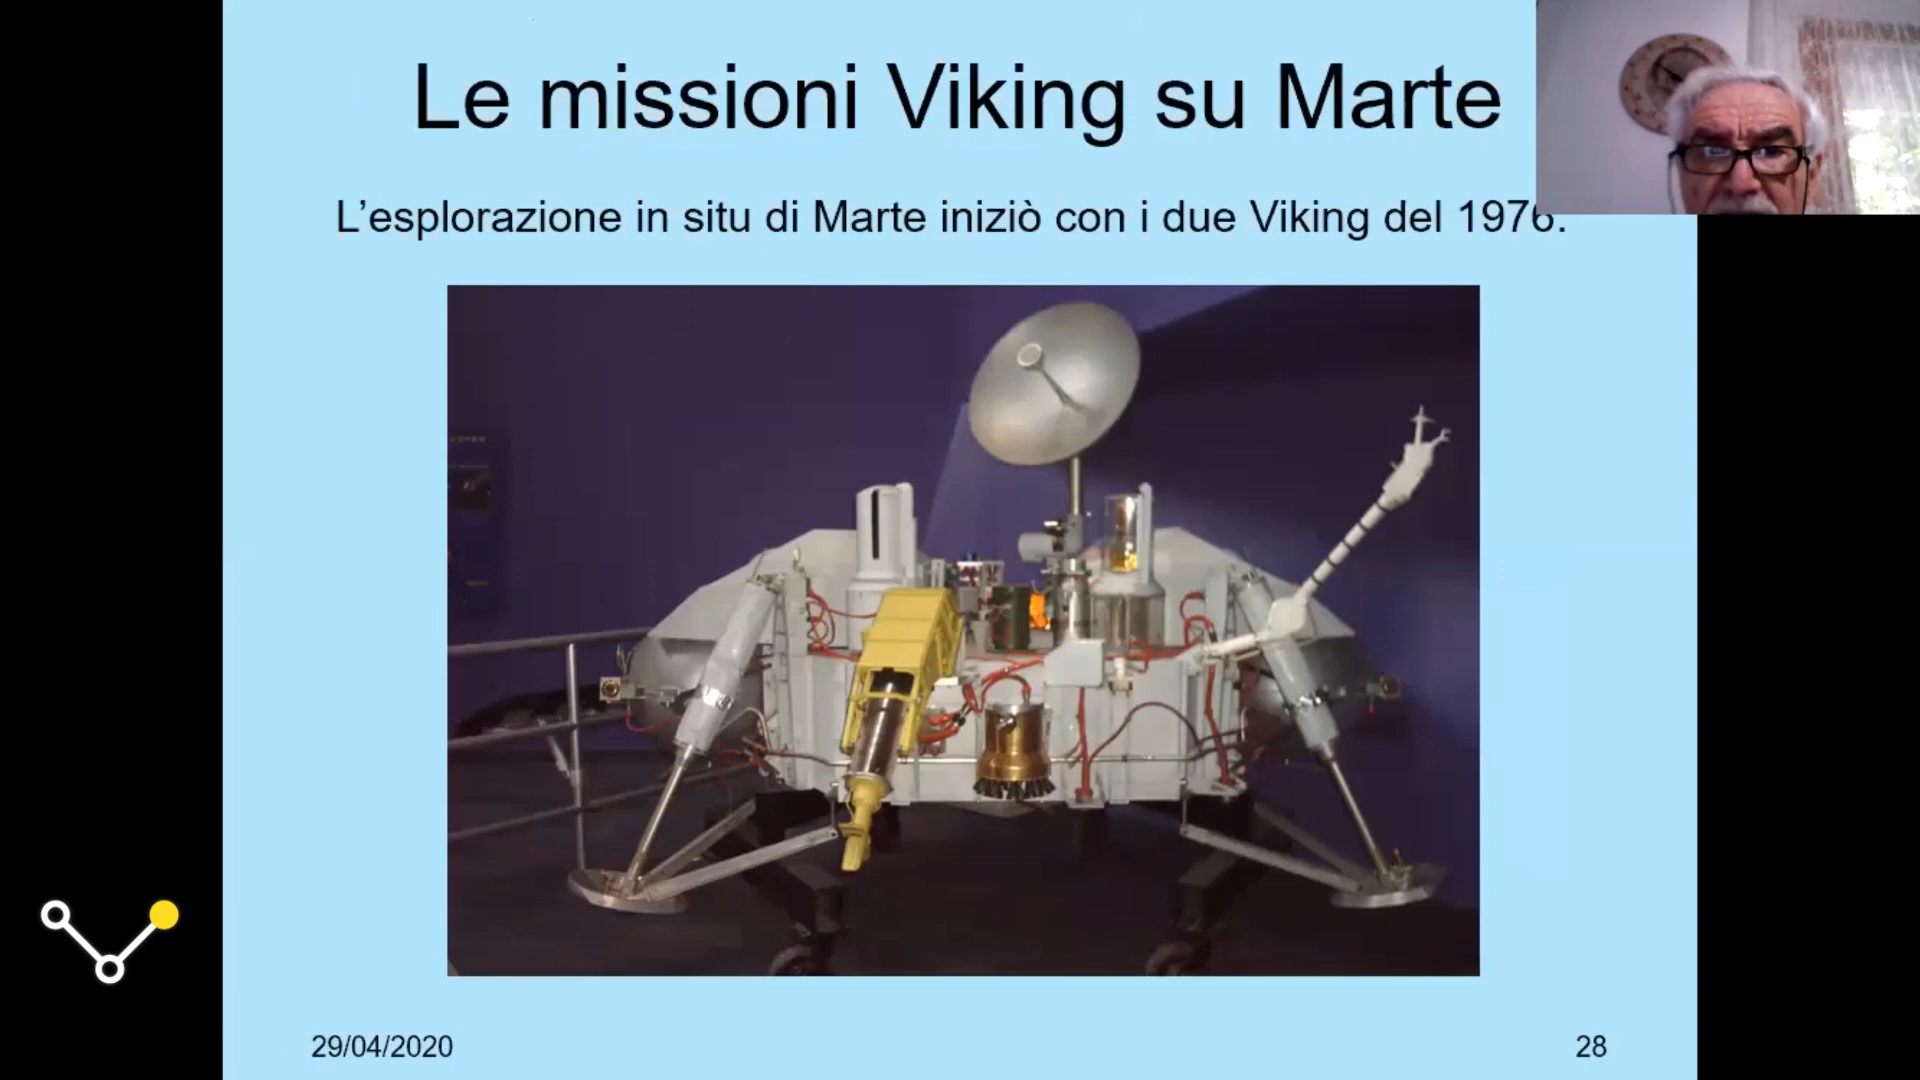 Le missioni Viking su Marte
L’esplorazione in situ di Marte iniziò con i due Viking del 1976.
29/04/2020
28